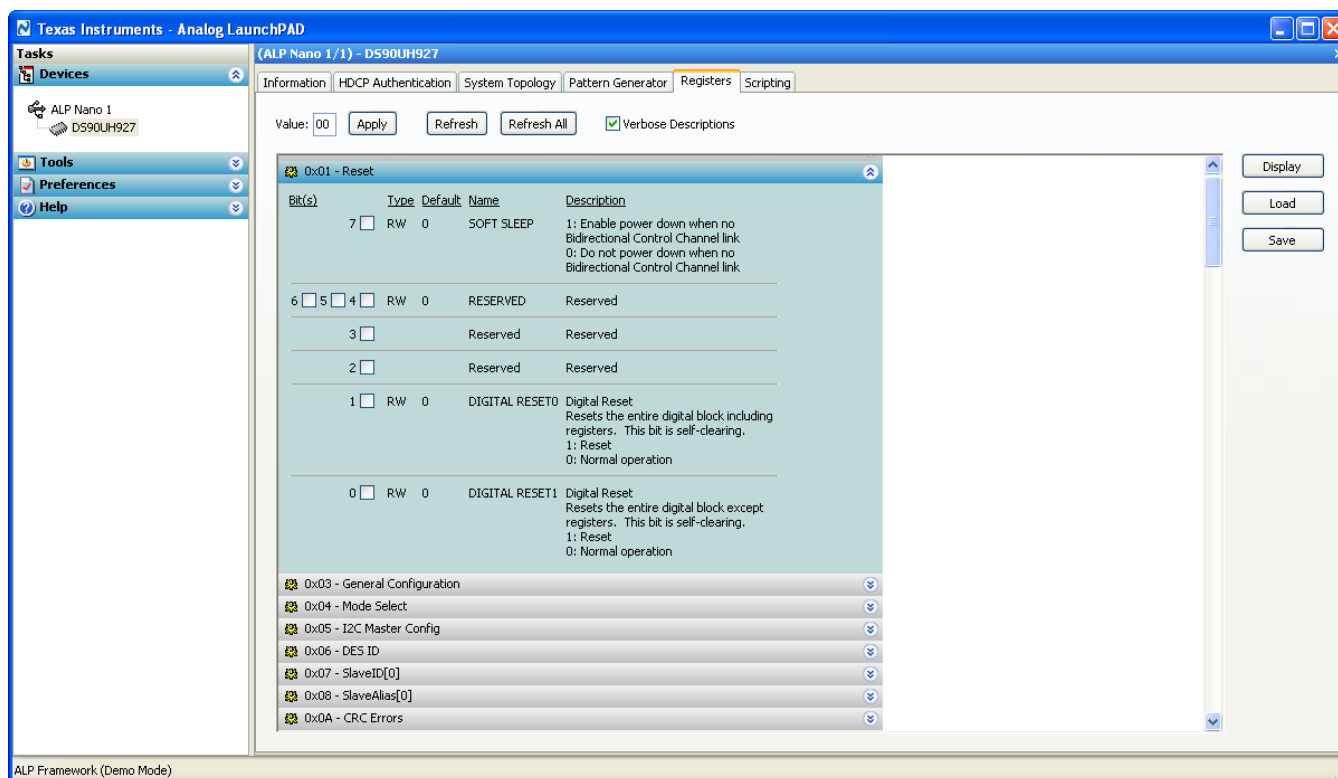 Texas Instruments - Analog LaunchPAD
Tasks
(ALP Nano 1/1) - DS90UH927
Devices
ALP Nano 1
DS90UH927
Tools
Preferences
Help
Information HDCP Authentication System Topology Pattern Generator Registers Scripting
Value: 00 Apply Refresh Refresh All Verbose Descriptions
0x01 - Reset
Bit(s) Type Default Name Description
7 RW 0 SOFT SLEEP 1: Enable power down when no
Bidirectional Control Channel link
0: Do not power down when no
Bidirectional Control Channel link
6 5 4 RW 0 RESERVED Reserved
3 Reserved Reserved
2 Reserved Reserved
1 RW 0 DIGITAL RESET0 Digital Reset
Resets the entire digital block including
registers. This bit is self-clearing.
1: Reset
0: Normal operation
0 RW 0 DIGITAL RESET1 Digital Reset
Resets the entire digital block except
registers. This bit is self-clearing.
1: Reset
0: Normal operation
0x03 - General Configuration
0x04 - Mode Select
0x05 - I2C Master Config
0x06 - DES ID
0x07 - SlaveID[0]
0x08 - SlaveAlias[0]
0x0A - CRC Errors
Display
Load
Save
ALP Framework (Demo Mode)